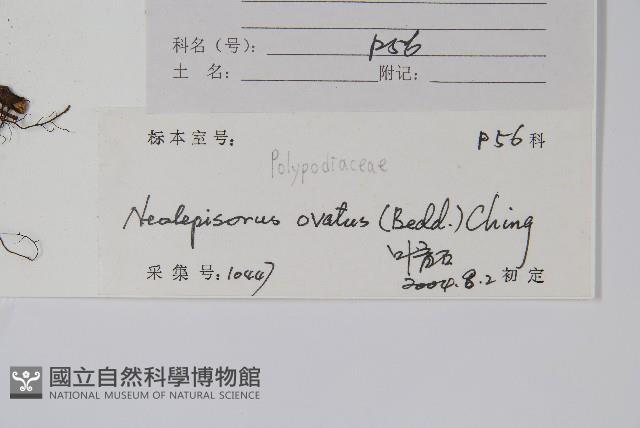 科名（号）： P56
土 名： 附记：
标本室号： P56 科
Polypodiaceae
Neolepisorus ovatus (Bedd.) Ching
采集号：10447 2004.8.2 初定
國立自然科學博物館
NATIONAL MUSEUM OF NATURAL SCIENCE